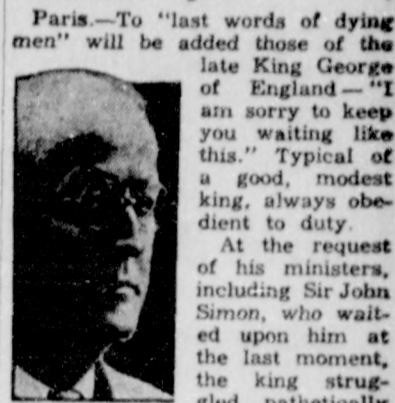 Paris.—To "last words of dying
men" will be added those of the
late King George
of England — "I
am sorry to keep
you waiting like
this." Typical of
a good, modest
king, always obe-
dient to duty.
At the request
of his ministers,
including Sir John
Simon, who wait-
ed upon him at
the last moment,
the king strug-
gled pathetically